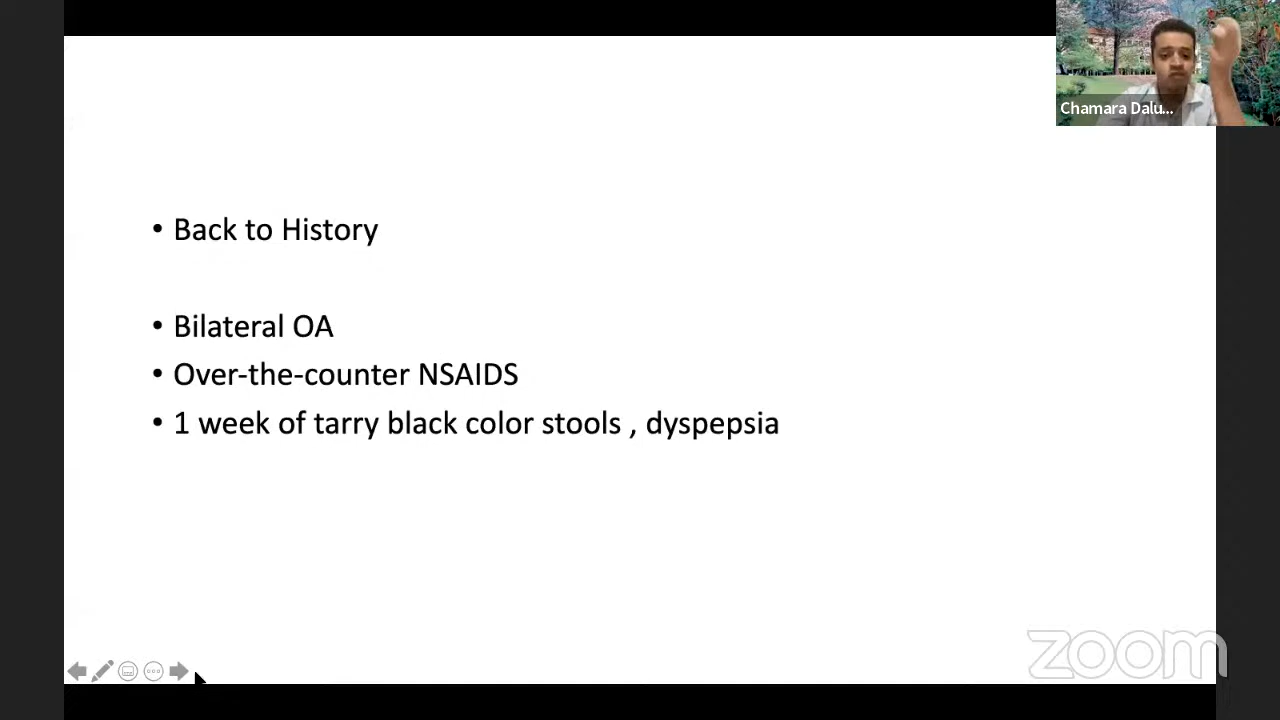 Chamara Dalu...
• Back to History
• Bilateral OA
• Over-the-counter NSAIDS
• 1 week of tarry black color stools , dyspepsia
zoom